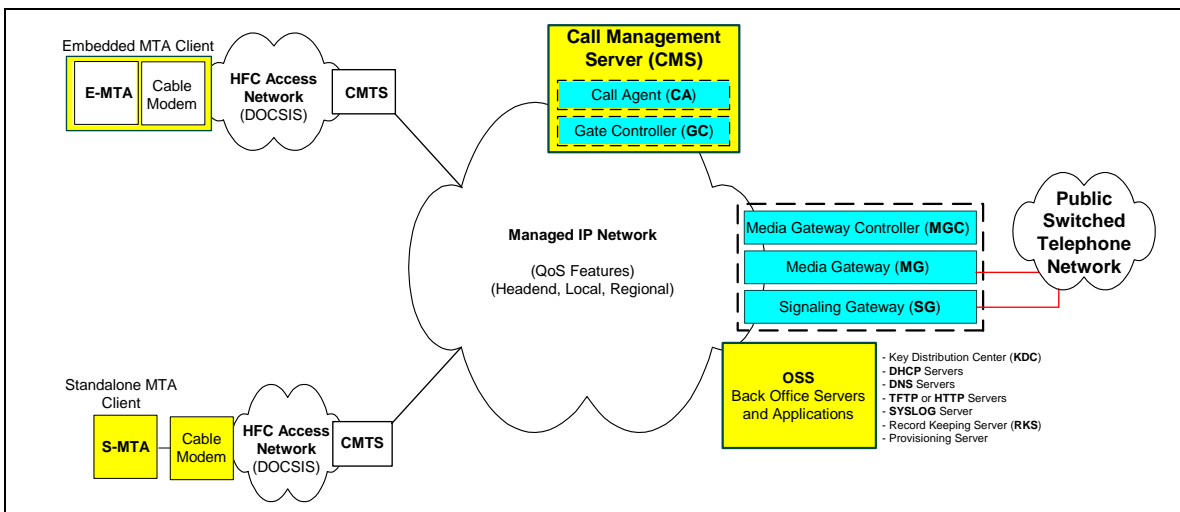 Embedded MTA Client
E-MTA
Cable
Modem
HFC Access
Network
(DOCSIS)
CMTS
Call Management
Server (CMS)
Call Agent (CA)
Gate Controller (GC)
Managed IP Network
(QoS Features)
(Headend, Local, Regional)
Media Gateway Controller (MGC)
Media Gateway (MG)
Signaling Gateway (SG)
Public
Switched
Telephone
Network
OSS
Back Office Servers
and Applications
- Key Distribution Center (KDC)
- DHCP Servers
- DNS Servers
- TFTP or HTTP Servers
- SYSLOG Server
- Record Keeping Server (RKS)
- Provisioning Server
Standalone MTA
Client
S-MTA
Cable
Modem
HFC Access
Network
(DOCSIS)
CMTS